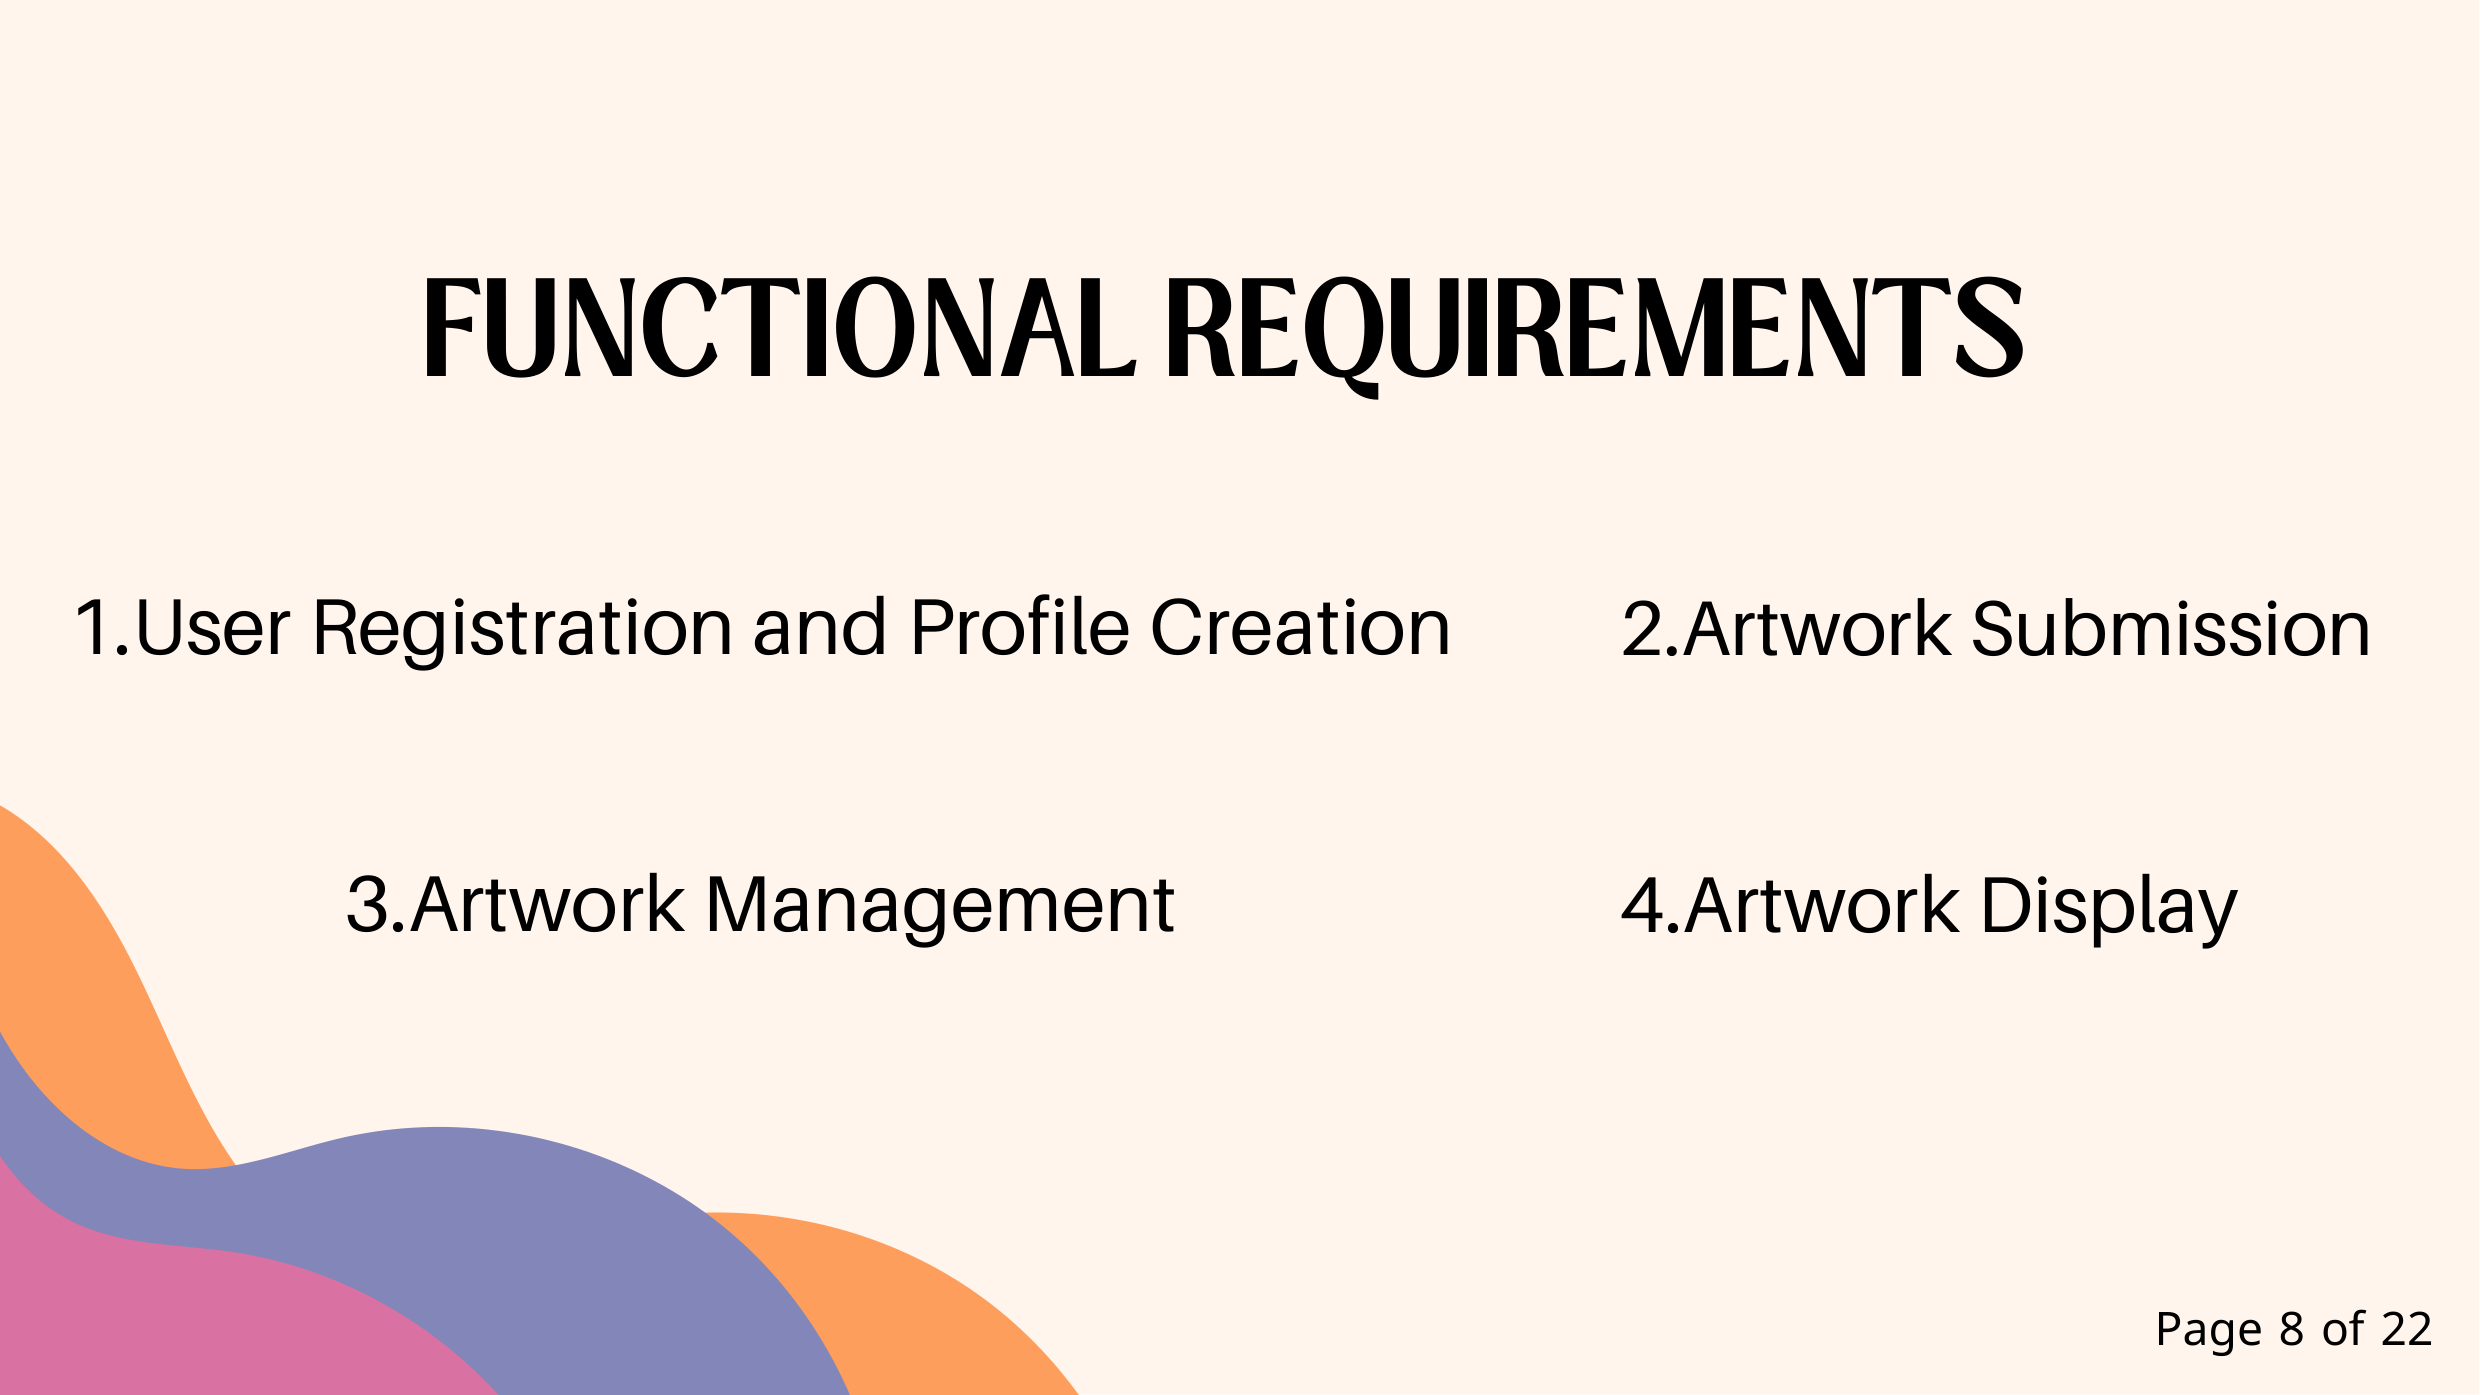 FUNCTIONAL REQUIREMENTS
1.User Registration and Profile Creation
2.Artwork Submission
3.Artwork Management
4.Artwork Display
Page 8 of 22